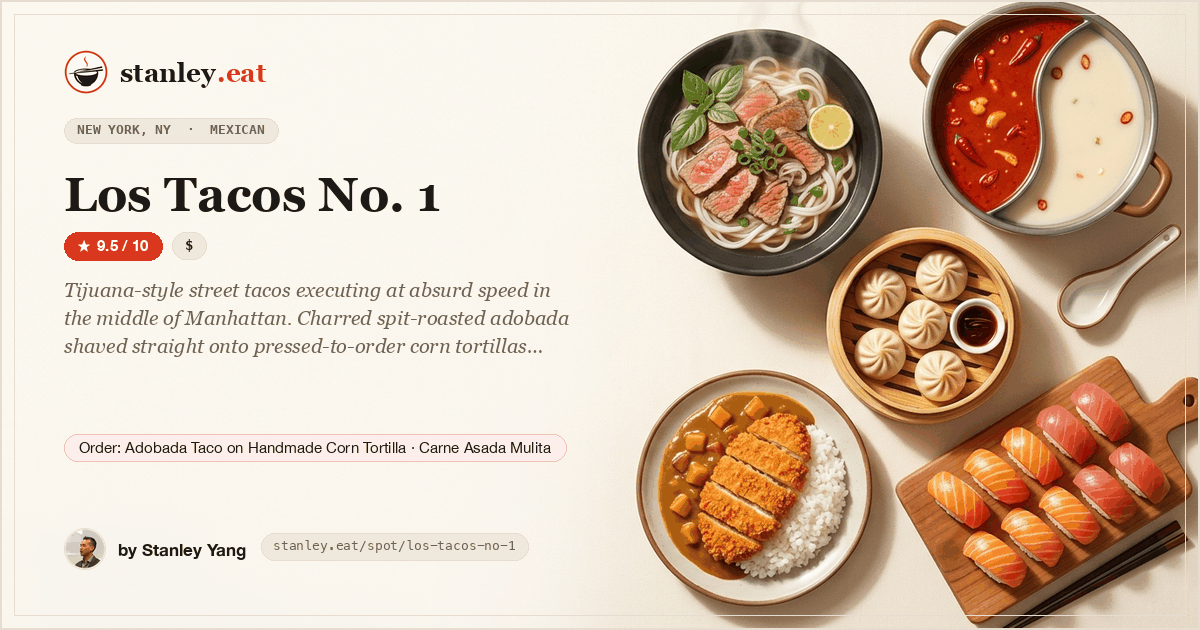 stanley.eat
NEW YORK, NY · MEXICAN
Los Tacos No. 1
★ 9.5 / 10 $
Tijuana-style street tacos executing at absurd speed in
the middle of Manhattan. Charred spit-roasted adobada
shaved straight onto pressed-to-order corn tortillas...
Order: Adobada Taco on Handmade Corn Tortilla · Carne Asada Mulita
by Stanley Yang stanley.eat/spot/los-tacos-no-1